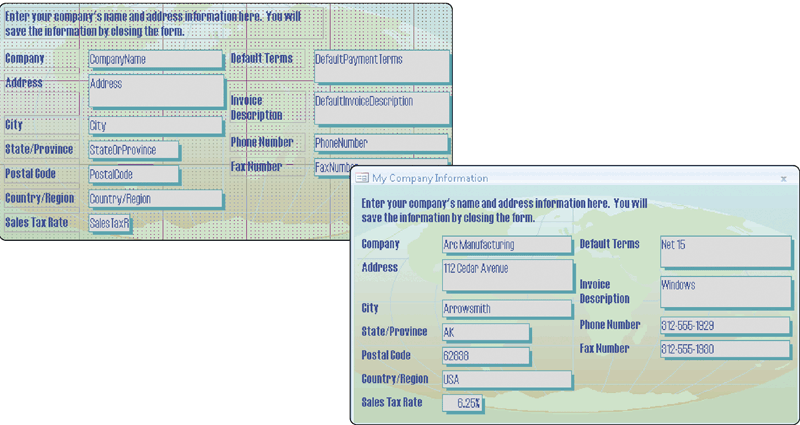 Enter your company's name and address information here. You will
save the information by closing the form.
Company CompanyName Default Terms DefaultPaymentTerms
Address Address
Invoice Description DefaultInvoiceDescription
City City
Phone Number PhoneNumber
State/Province StateOrProvince
Fax Number FaxNumber
Postal Code PostalCode
Country/Region Country/Region
Sales Tax Rate SalesTaxR
My Company Information
Enter your company's name and address information here. You will
save the information by closing the form.
Company Arc Manufacturing Default Terms Net 15
Address 112 Cedar Avenue
Invoice Description Windows
City Arrowsmith
Phone Number 312-555-1929
State/Province AK
Fax Number 312-555-1930
Postal Code 62838
Country/Region USA
Sales Tax Rate 6.25%